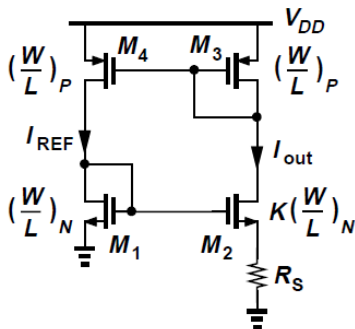 V_DD
M_4
M_3
(W/L)_P
(W/L)_P
I_REF
I_out
(W/L)_N
K(W/L)_N
M_1
M_2
R_S